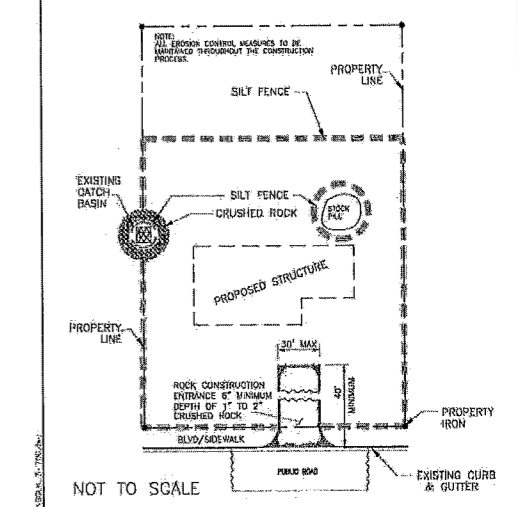 NOTE:
ALL EROSION CONTROL MEASURES TO BE
MAINTAINED THROUGHOUT THE CONSTRUCTION
PROCESS.
PROPERTY
LINE
SILT FENCE
EXISTING
CATCH
BASIN
SILT FENCE
CRUSHED ROCK
STOCK
PILE
PROPOSED STRUCTURE
PROPERTY
LINE
30' MAX
ROCK CONSTRUCTION
ENTRANCE 6" MINIMUM
DEPTH OF 1" TO 2"
CRUSHED ROCK
40'
MINIMUM
PROPERTY
IRON
BLVD/SIDEWALK
PUBLIC ROAD
EXISTING CURB
& GUTTER
NOT TO SCALE